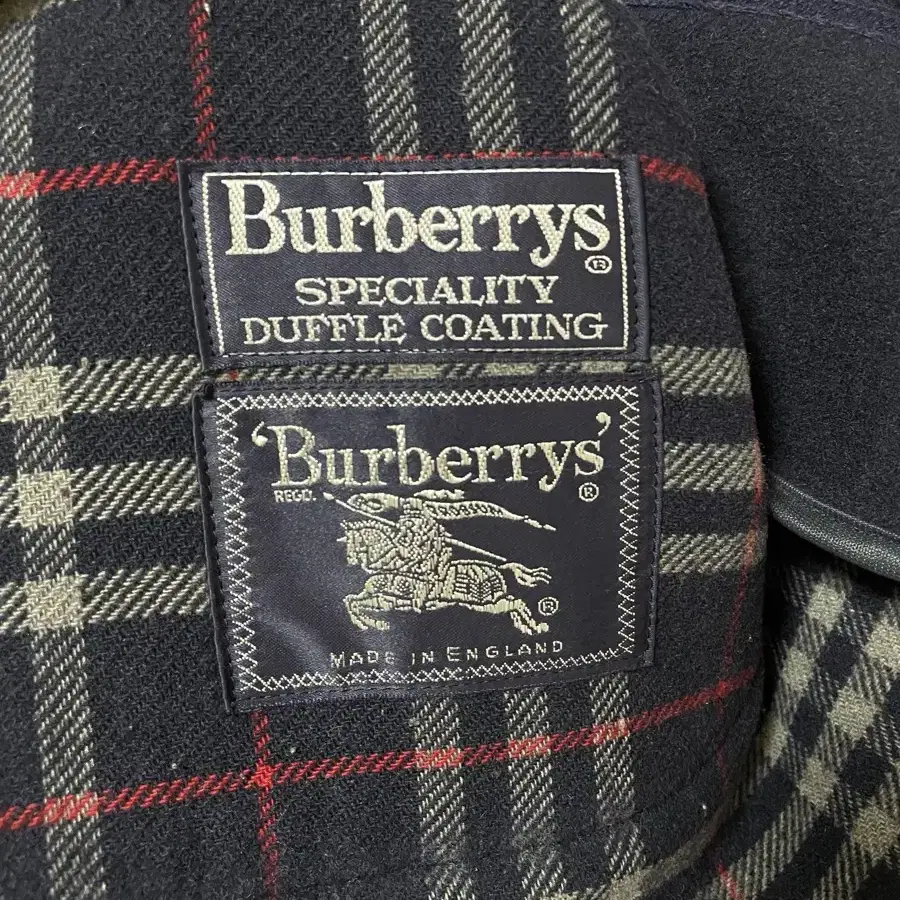 Burberrys
®
SPECIALITY
DUFFLE COATING
'Burberrys'
REGD. ®
®
MADE IN ENGLAND